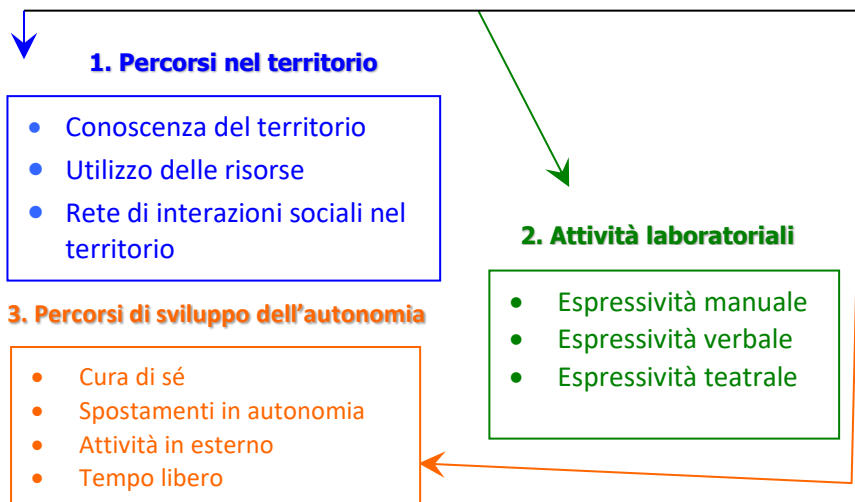 1. Percorsi nel territorio
• Conoscenza del territorio
• Utilizzo delle risorse
• Rete di interazioni sociali nel
territorio
2. Attività laboratoriali
• Espressività manuale
• Espressività verbale
• Espressività teatrale
3. Percorsi di sviluppo dell’autonomia
• Cura di sé
• Spostamenti in autonomia
• Attività in esterno
• Tempo libero